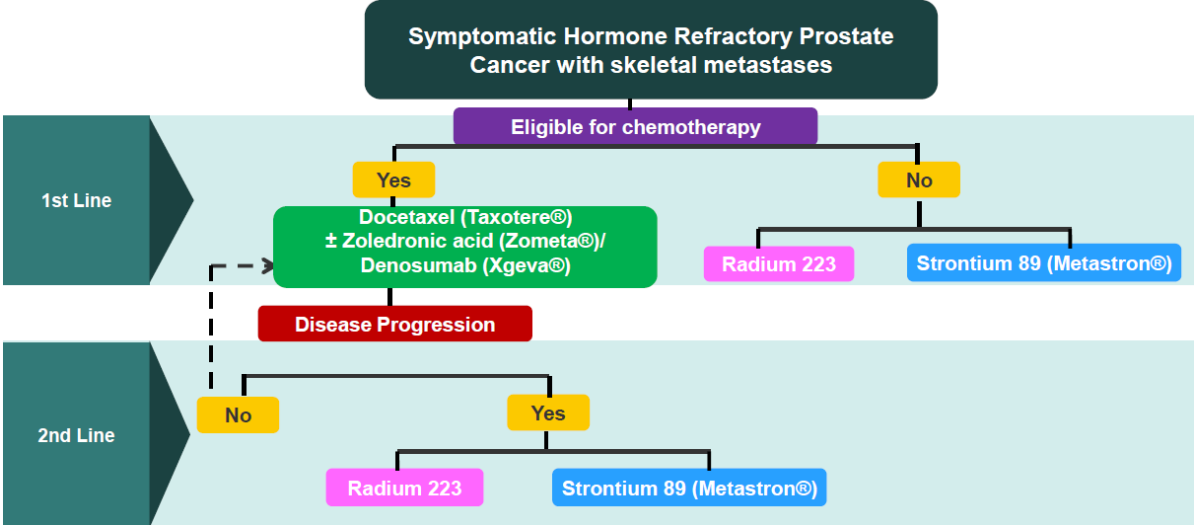 Symptomatic Hormone Refractory Prostate
Cancer with skeletal metastases
Eligible for chemotherapy
1st Line
Yes
No
Docetaxel (Taxotere®)
± Zoledronic acid (Zometa®)/
Denosumab (Xgeva®)
Radium 223
Strontium 89 (Metastron®)
Disease Progression
2nd Line
No
Yes
Radium 223
Strontium 89 (Metastron®)